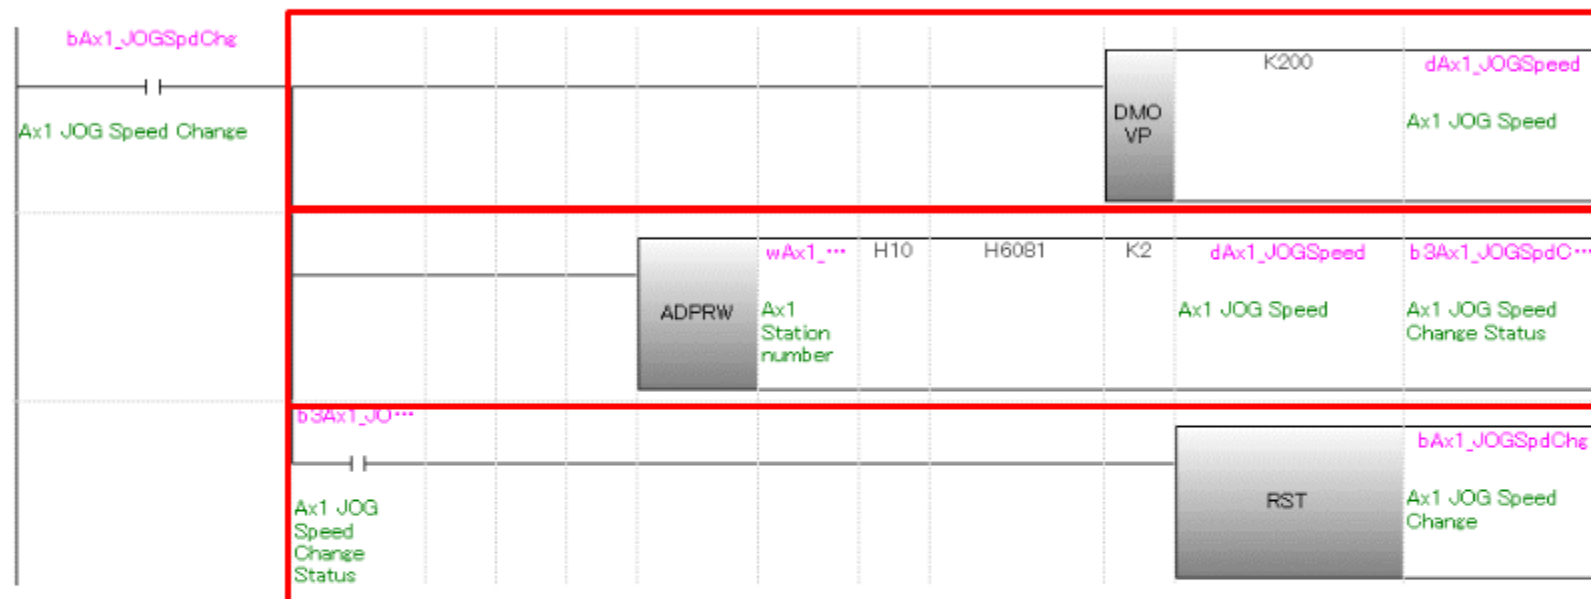 bAx1_JOGSpdChg
Ax1 JOG Speed Change
DMO
VP
K200
dAx1_JOGSpeed
Ax1 JOG Speed
ADPRW
wAx1_…
Ax1
Station
number
H10
H6081
K2
dAx1_JOGSpeed
Ax1 JOG Speed
b3Ax1_JOGSpdC…
Ax1 JOG Speed
Change Status
b3Ax1_JO…
Ax1 JOG
Speed
Change
Status
RST
bAx1_JOGSpdChg
Ax1 JOG Speed
Change